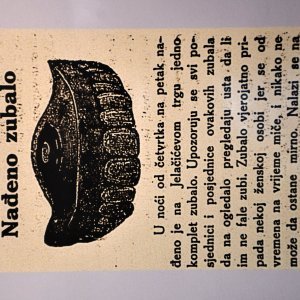 Nađeno zubalo
U noći od četvrtka na petak na-
đeno je na Jelačićevom trgu jedno
komplet zubalo. Upozoruju se svi po-
sjednici i posjednice ovakovih zubala
da na ogledalo pregledaju usta da li
im ne fale zubi. Zubalo vjerojatno pri-
pada nekoj ženskoj osobi jer se od
vremena na vrijeme miče, i nikako ne
može da ostane mirno. Nalazi se na